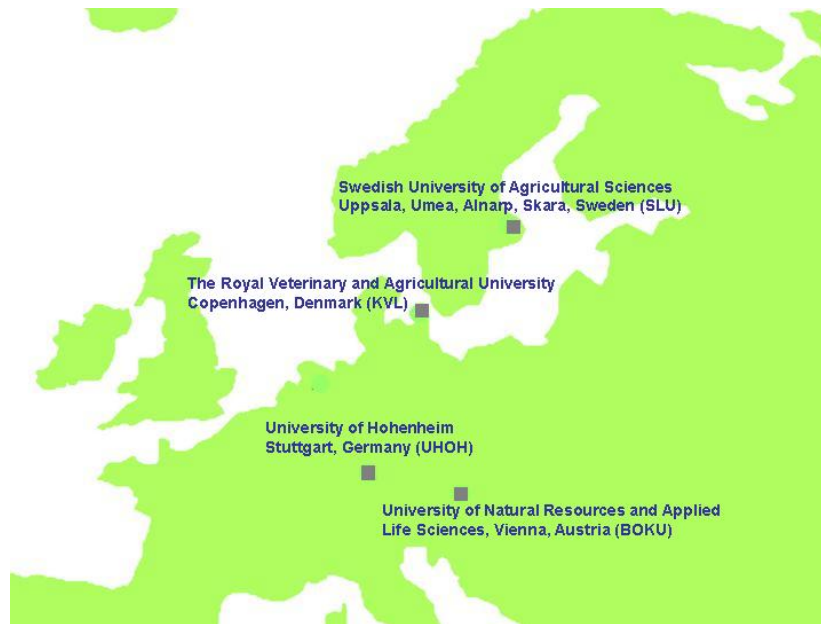 Swedish University of Agricultural Sciences
Uppsala, Umea, Alnarp, Skara, Sweden (SLU)
The Royal Veterinary and Agricultural University
Copenhagen, Denmark (KVL)
University of Hohenheim
Stuttgart, Germany (UHOH)
University of Natural Resources and Applied
Life Sciences, Vienna, Austria (BOKU)